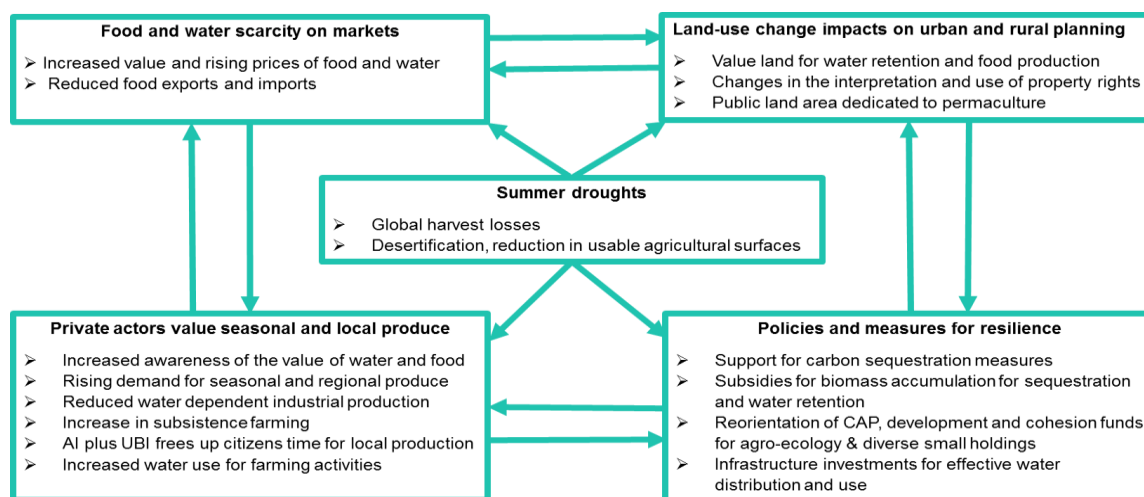 Food and water scarcity on markets
➢ Increased value and rising prices of food and water
➢ Reduced food exports and imports
Land-use change impacts on urban and rural planning
➢ Value land for water retention and food production
➢ Changes in the interpretation and use of property rights
➢ Public land area dedicated to permaculture
Summer droughts
➢ Global harvest losses
➢ Desertification, reduction in usable agricultural surfaces
Private actors value seasonal and local produce
➢ Increased awareness of the value of water and food
➢ Rising demand for seasonal and regional produce
➢ Reduced water dependent industrial production
➢ Increase in subsistence farming
➢ AI plus UBI frees up citizens time for local production
➢ Increased water use for farming activities
Policies and measures for resilience
➢ Support for carbon sequestration measures
➢ Subsidies for biomass accumulation for sequestration
and water retention
➢ Reorientation of CAP, development and cohesion funds
for agro-ecology & diverse small holdings
➢ Infrastructure investments for effective water
distribution and use